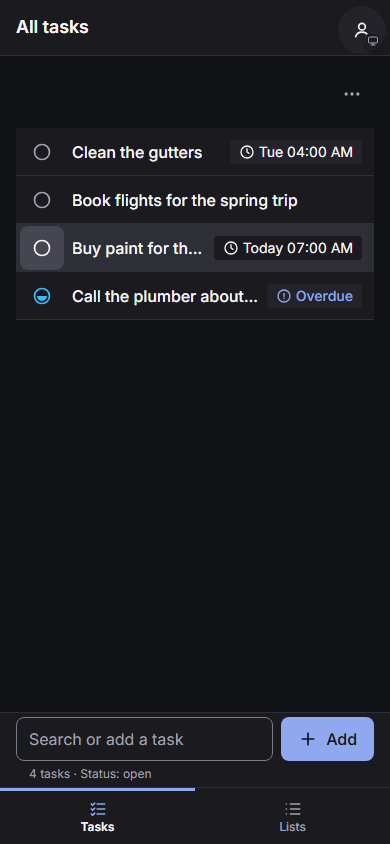 All tasks
Clean the gutters Tue 04:00 AM
Book flights for the spring trip
Buy paint for th... Today 07:00 AM
Call the plumber about... Overdue
Search or add a task + Add
4 tasks · Status: open
Tasks Lists